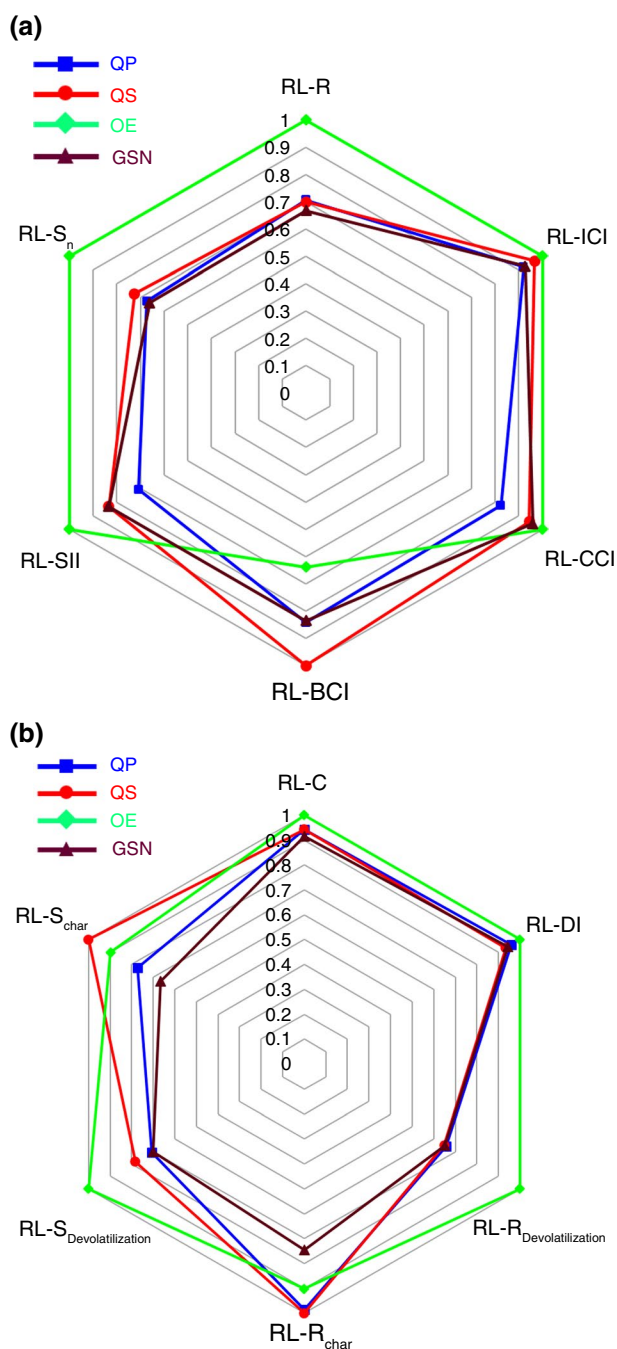 (a)
QP
QS
OE
GSN
RL-R
1
0.9
0.8
0.7
0.6
0.5
0.4
0.3
0.2
0.1
0
RL-Sn
RL-ICI
RL-SII
RL-CCI
RL-BCI
(b)
QP
QS
OE
GSN
RL-C
1
0.9
0.8
0.7
0.6
0.5
0.4
0.3
0.2
0.1
0
RL-Schar
RL-DI
RL-SDevolatilization
RL-RDevolatilization
RL-Rchar